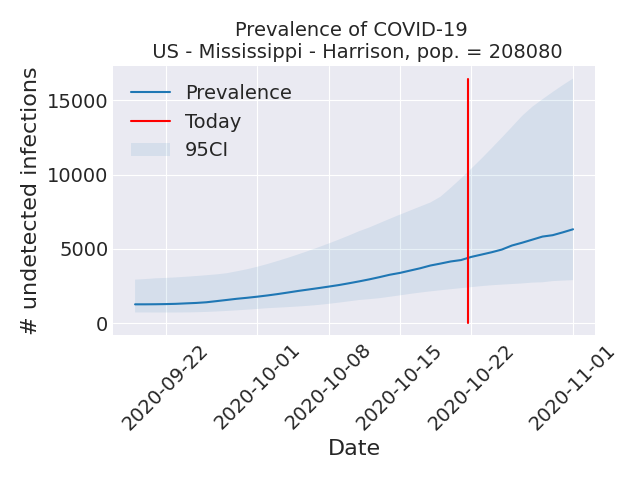 Prevalence of COVID-19
US - Mississippi - Harrison, pop. = 208080
# undetected infections
15000
10000
5000
0
Prevalence
Today
95CI
2020-09-22
2020-10-01
2020-10-08
2020-10-15
2020-10-22
2020-11-01
Date